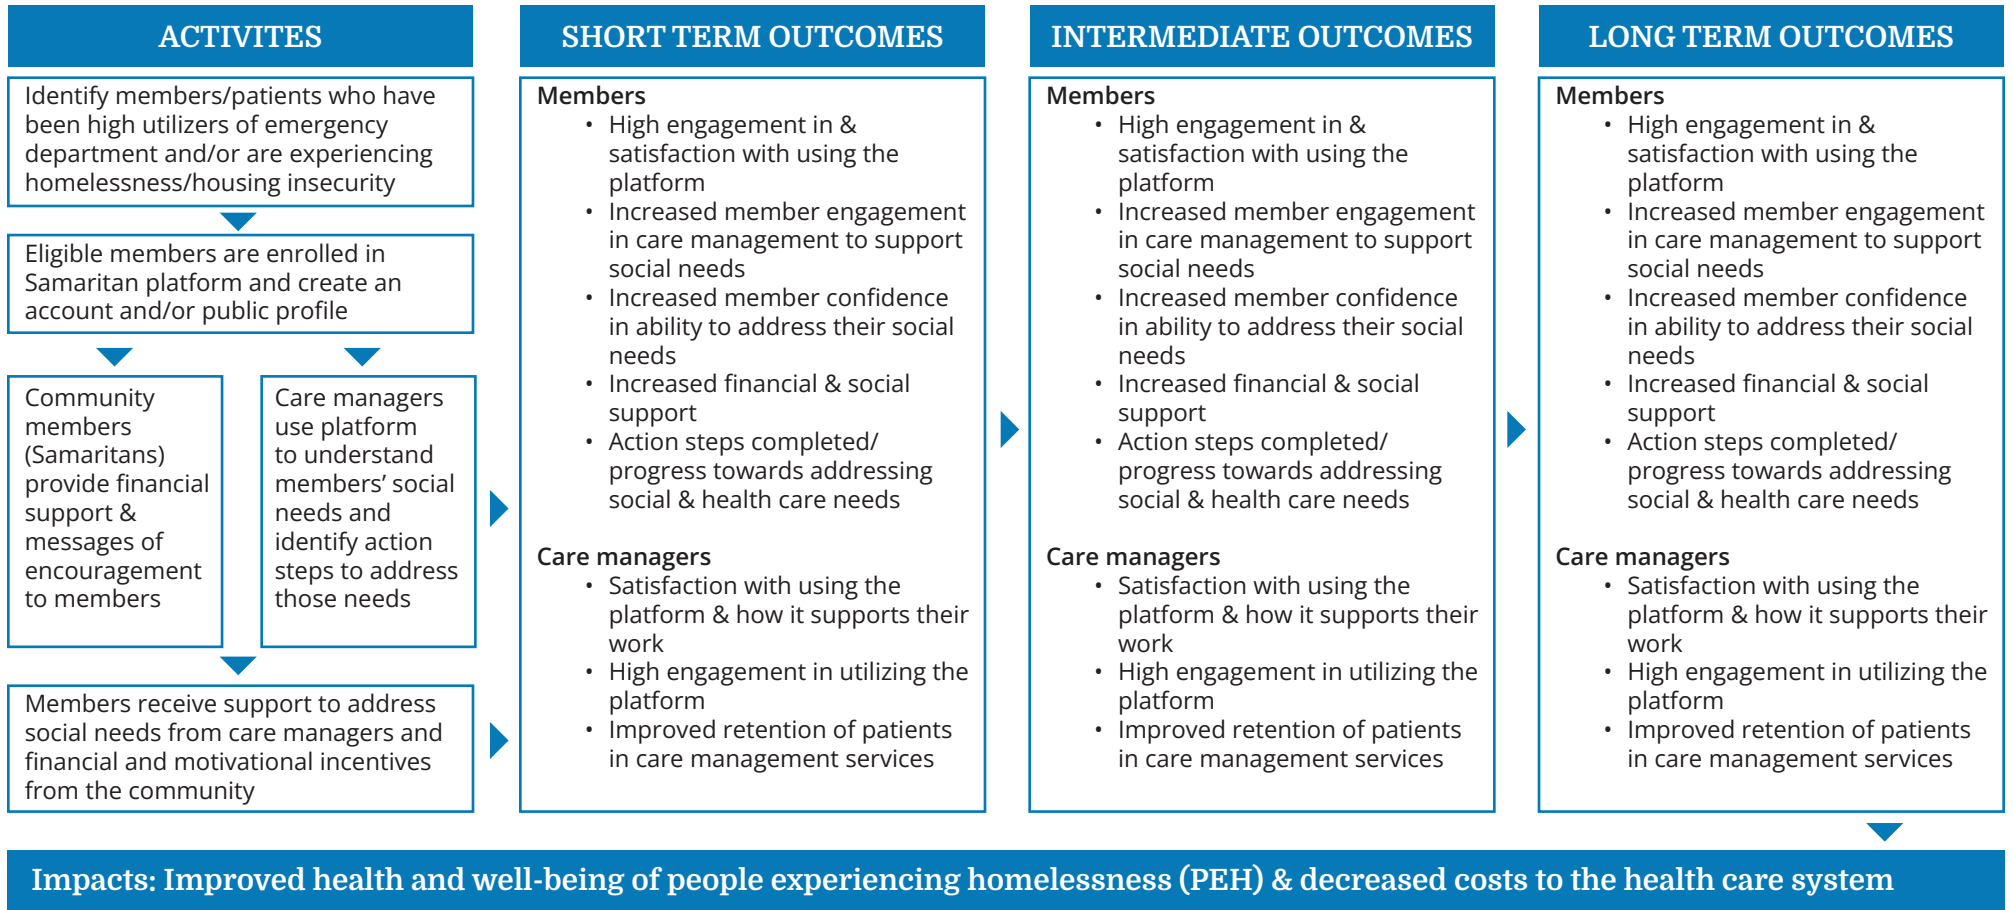 ACTIVITES
Identify members/patients who have
been high utilizers of emergency
department and/or are experiencing
homelessness/housing insecurity
Eligible members are enrolled in
Samaritan platform and create an
account and/or public profile
Community
members
(Samaritans)
provide financial
support &
messages of
encouragement
to members
Care managers
use platform
to understand
members’ social
needs and
identify action
steps to address
those needs
Members receive support to address
social needs from care managers and
financial and motivational incentives
from the community
SHORT TERM OUTCOMES
Members
• High engagement in &
satisfaction with using the
platform
• Increased member engagement
in care management to support
social needs
• Increased member confidence
in ability to address their social
needs
• Increased financial & social
support
• Action steps completed/
progress towards addressing
social & health care needs
Care managers
• Satisfaction with using the
platform & how it supports their
work
• High engagement in utilizing the
platform
• Improved retention of patients
in care management services
INTERMEDIATE OUTCOMES
Members
• High engagement in &
satisfaction with using the
platform
• Increased member engagement
in care management to support
social needs
• Increased member confidence
in ability to address their social
needs
• Increased financial & social
support
• Action steps completed/
progress towards addressing
social & health care needs
Care managers
• Satisfaction with using the
platform & how it supports their
work
• High engagement in utilizing the
platform
• Improved retention of patients
in care management services
LONG TERM OUTCOMES
Members
• High engagement in &
satisfaction with using the
platform
• Increased member engagement
in care management to support
social needs
• Increased member confidence
in ability to address their social
needs
• Increased financial & social
support
• Action steps completed/
progress towards addressing
social & health care needs
Care managers
• Satisfaction with using the
platform & how it supports their
work
• High engagement in utilizing the
platform
• Improved retention of patients
in care management services
Impacts: Improved health and well-being of people experiencing homelessness (PEH) & decreased costs to the health care system